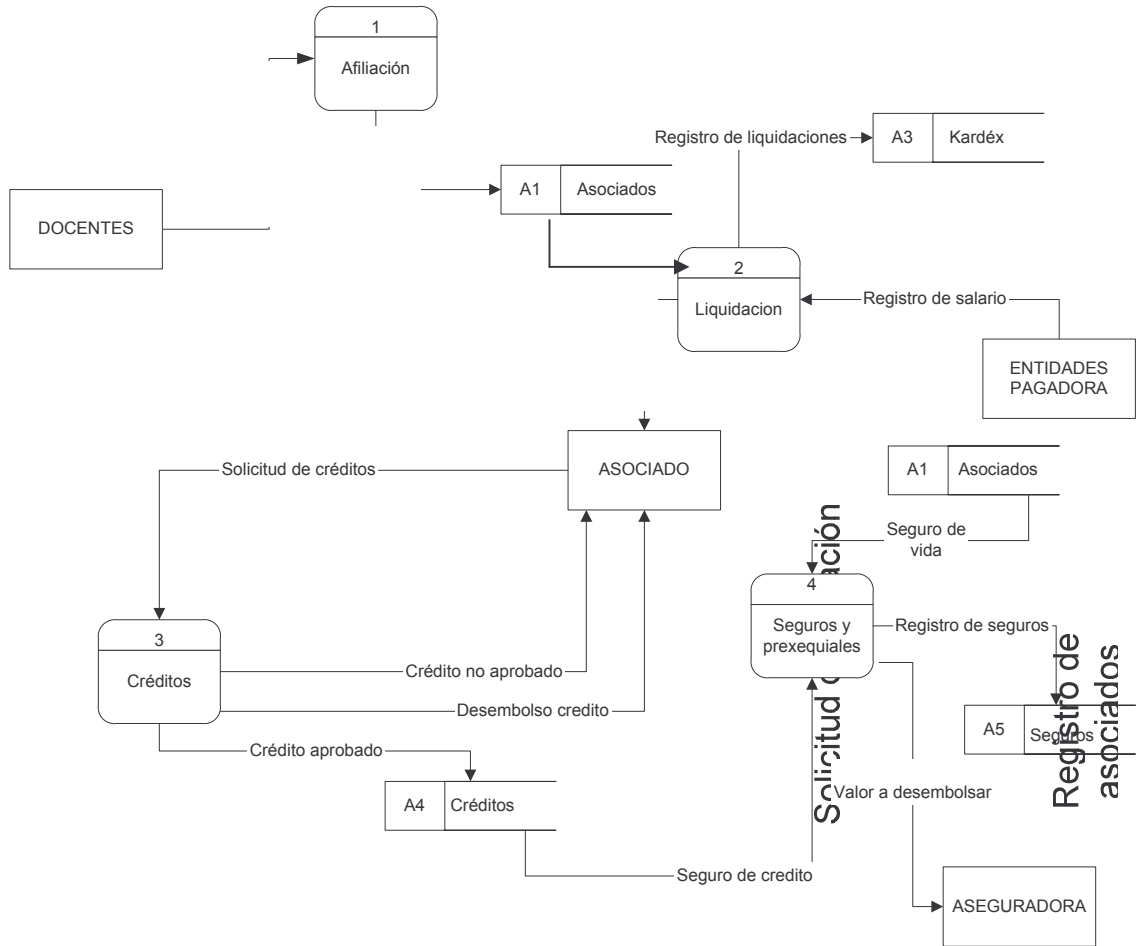 1
Afiliación
Registro de liquidaciones
A3
Kardéx
A1
Asociados
DOCENTES
2
Liquidacion
Registro de salario
ENTIDADES
PAGADORA
Solicitud de créditos
ASOCIADO
A1
Asociados
Seguro de
vida
4
Seguros y
prexequiales
Registro de seguros
3
Créditos
Crédito no aprobado
Desembolso credito
Crédito aprobado
A4
Créditos
A5
Seguros
Registro de
asociados
Solicitud
Valor a desembolsar
Seguro de credito
ASEGURADORA